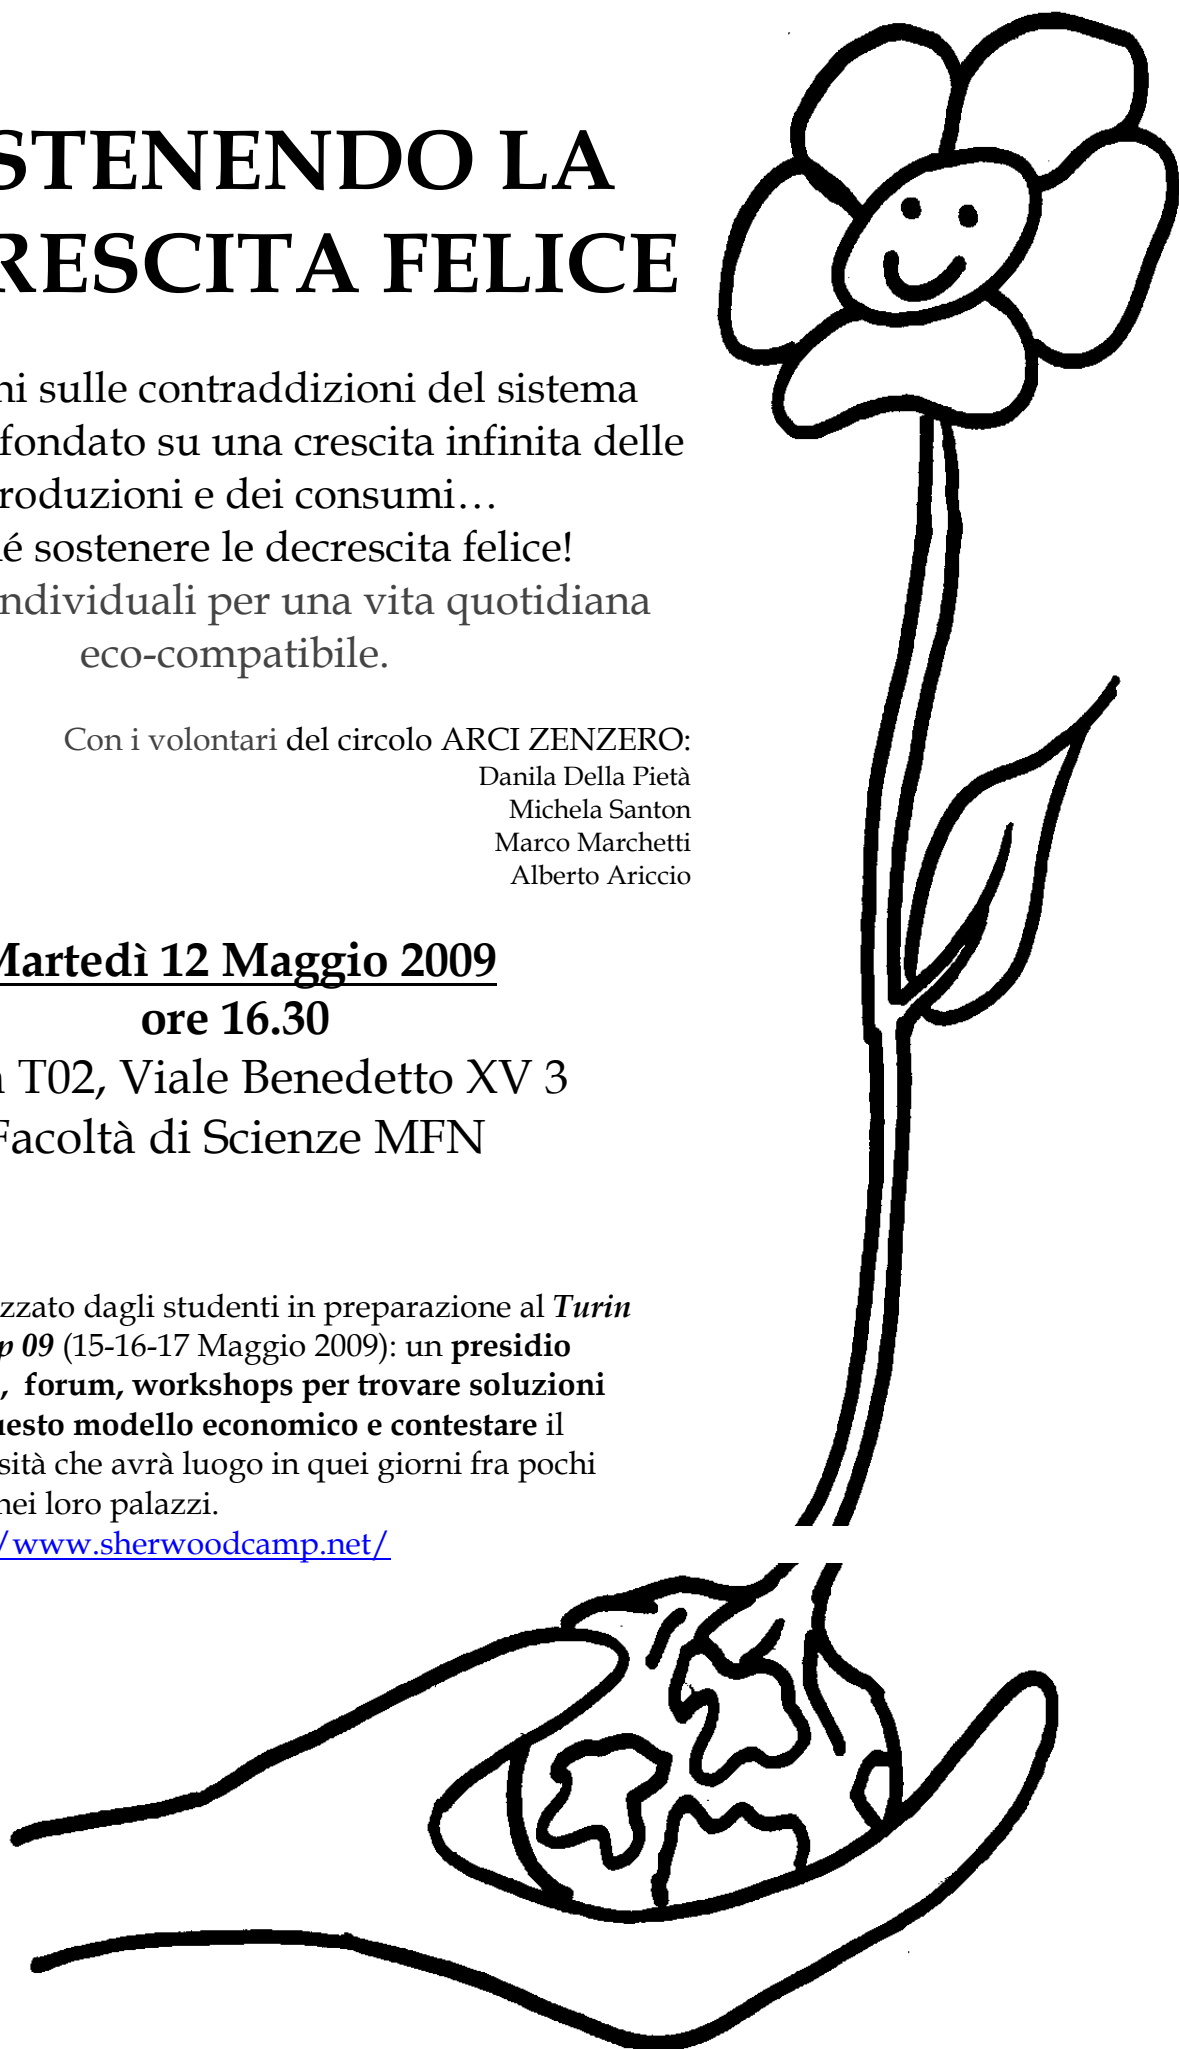 STENENDO LA
RESCITA FELICE
ni sulle contraddizioni del sistema
fondato su una crescita infinita delle
roduzioni e dei consumi…
é sostenere le decrescita felice!
ndividuali per una vita quotidiana
eco-compatibile.
Con i volontari del circolo ARCI ZENZERO:
Danila Della Pietà
Michela Santon
Marco Marchetti
Alberto Ariccio
Martedì 12 Maggio 2009
ore 16.30
T02, Viale Benedetto XV 3
Facoltà di Scienze MFN
zzato dagli studenti in preparazione al Turin
p 09 (15-16-17 Maggio 2009): un presidio
, forum, workshops per trovare soluzioni
uesto modello economico e contestare il
sità che avrà luogo in quei giorni fra pochi
nei loro palazzi.
/www.sherwoodcamp.net/